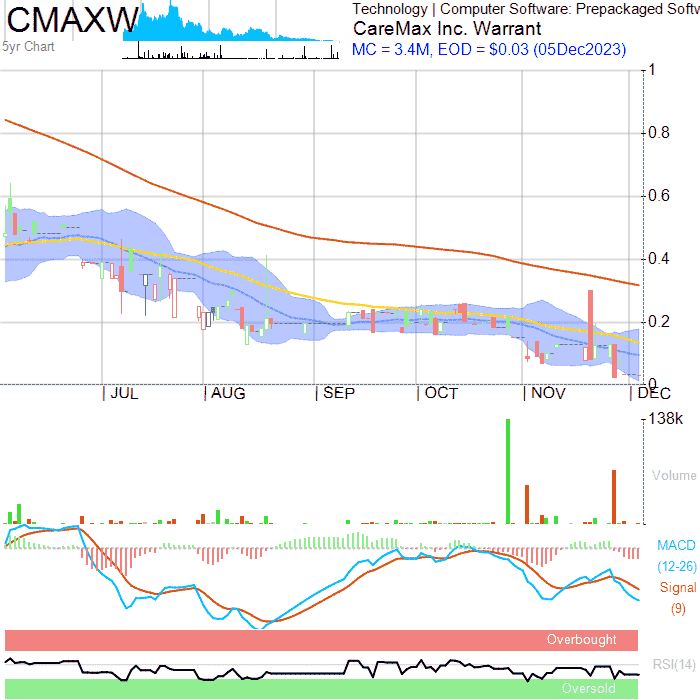 CMAXW
5yr Chart
Technology | Computer Software: Prepackaged Softw
CareMax Inc. Warrant
MC = 3.4M, EOD = $0.03 (05Dec2023)
1
0.8
0.6
0.4
0.2
0
JUL
AUG
SEP
OCT
NOV
DEC
138k
Volume
MACD
(12-26)
Signal
(9)
Overbought
RSI(14)
Oversold